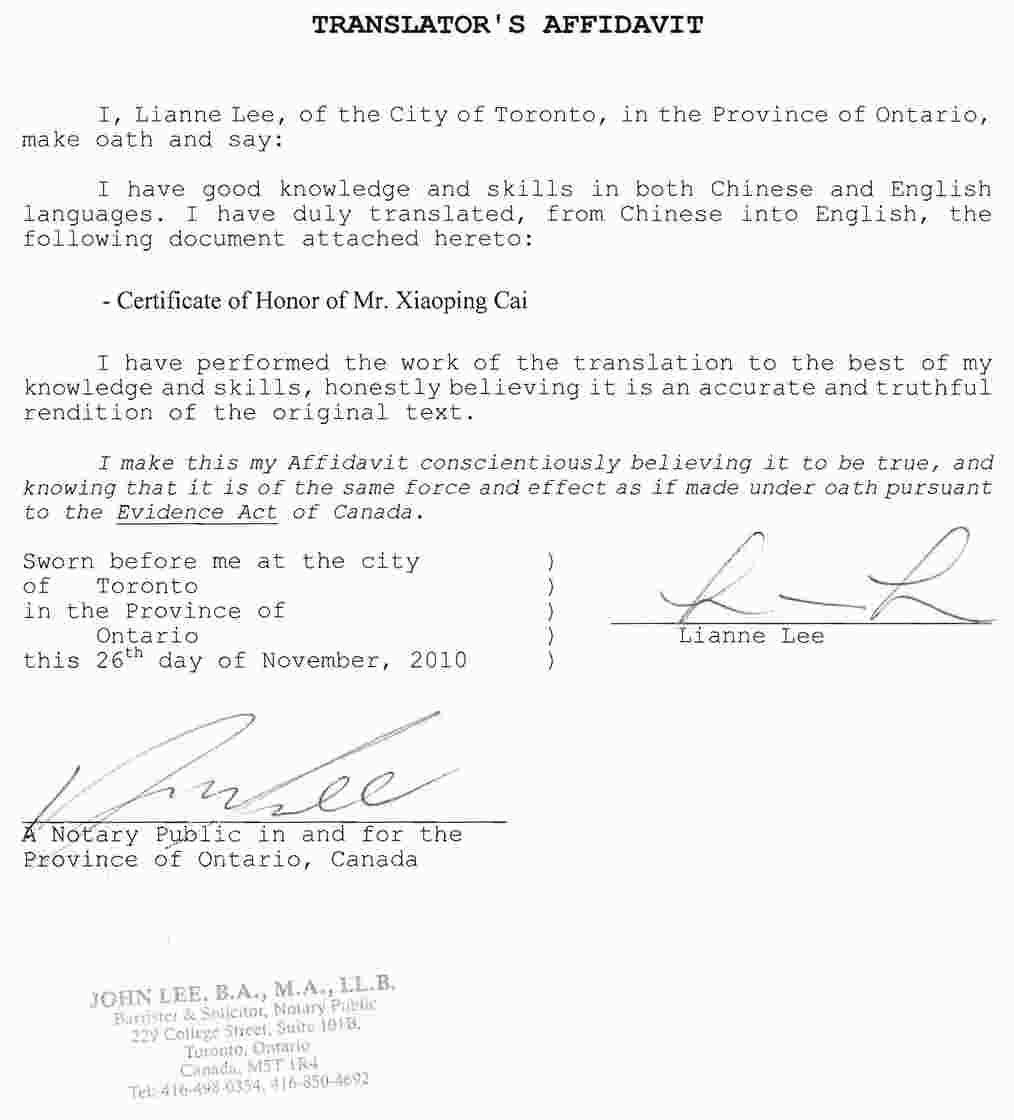 TRANSLATOR'S AFFIDAVIT
I, Lianne Lee, of the City of Toronto, in the Province of Ontario,
make oath and say:
I have good knowledge and skills in both Chinese and English
languages. I have duly translated, from Chinese into English, the
following document attached hereto:
- Certificate of Honor of Mr. Xiaoping Cai
I have performed the work of the translation to the best of my
knowledge and skills, honestly believing it is an accurate and truthful
rendition of the original text.
I make this my Affidavit conscientiously believing it to be true, and
knowing that it is of the same force and effect as if made under oath pursuant
to the Evidence Act of Canada.
Sworn before me at the city )
of Toronto )
in the Province of )
Ontario )
this 26th day of November, 2010 )
Lianne Lee
A Notary Public in and for the
Province of Ontario, Canada
JOHN LEE, B.A., M.A., LL.B.
Barrister & Solicitor, Notary Public
229 College Street, Suite 101B,
Toronto, Ontario
Canada, M5T 1R4
Tel: 416-498-0354, 416-850-4692